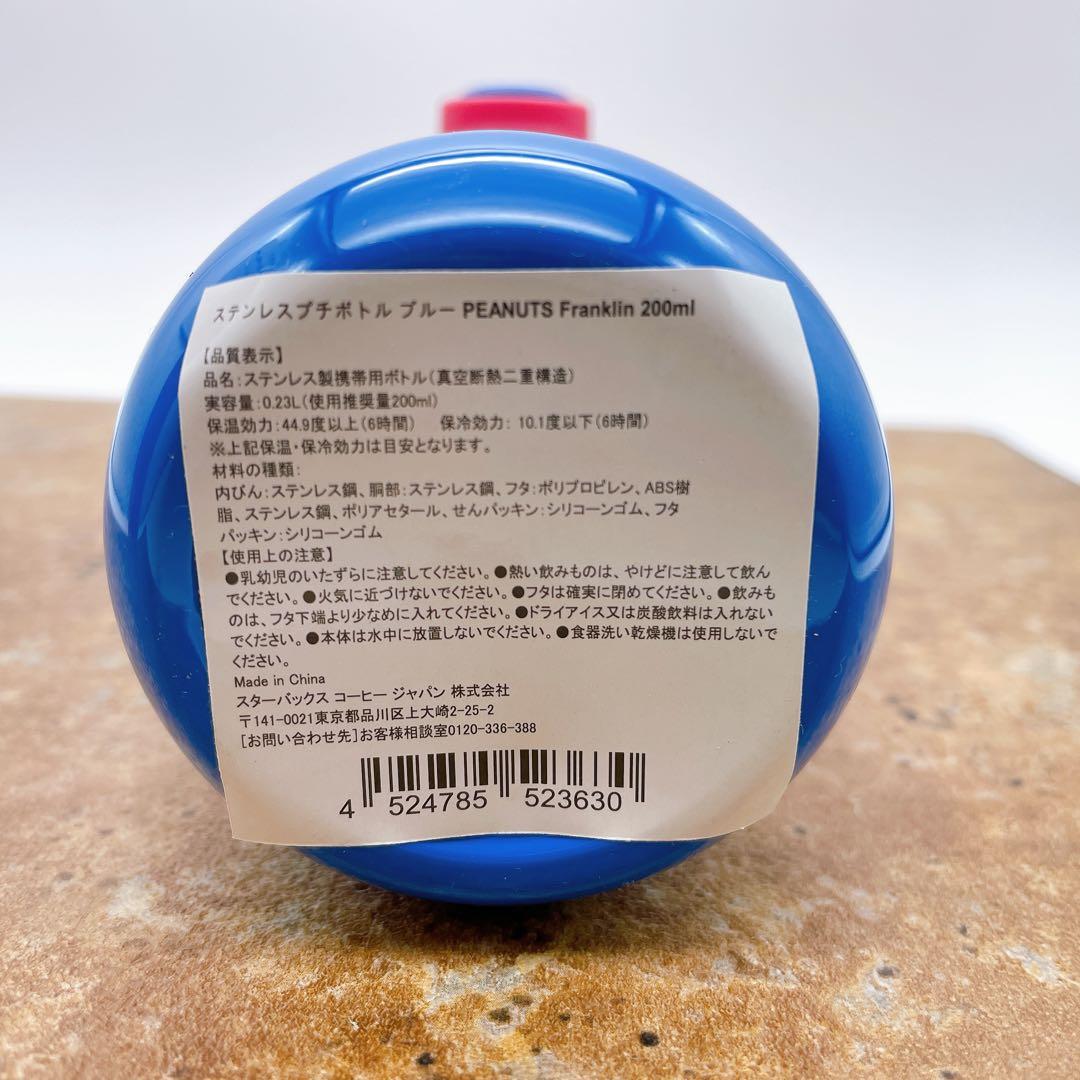 ステンレスプチボトル ブルー PEANUTS Franklin 200ml
【品質表示】
品名：ステンレス製携帯用ボトル（真空断熱二重構造）
実容量：0.23L（使用推奨量200ml）
保温効力：44.9度以上（6時間） 保冷効力： 10.1度以下（6時間）
※上記保温・保冷効力は目安となります。
材料の種類：
内びん：ステンレス鋼、胴部：ステンレス鋼、フタ：ポリプロピレン、ABS樹
脂、ステンレス鋼、ポリアセタール、せんパッキン：シリコーンゴム、フタ
パッキン：シリコーンゴム
【使用上の注意】
●乳幼児のいたずらに注意してください。●熱い飲みものは、やけどに注意して飲ん
でください。●火気に近づけないでください。●フタは確実に閉めてください。●飲みも
のは、フタ下端より少なめに入れてください。●ドライアイス又は炭酸飲料は入れない
でください。●本体は水中に放置しないでください。●食器洗い乾燥機は使用しないで
ください。
Made in China
スターバックス コーヒー ジャパン 株式会社
〒141-0021東京都品川区上大崎2-25-2
[お問い合わせ先]お客様相談室0120-336-388
4 524785 523630